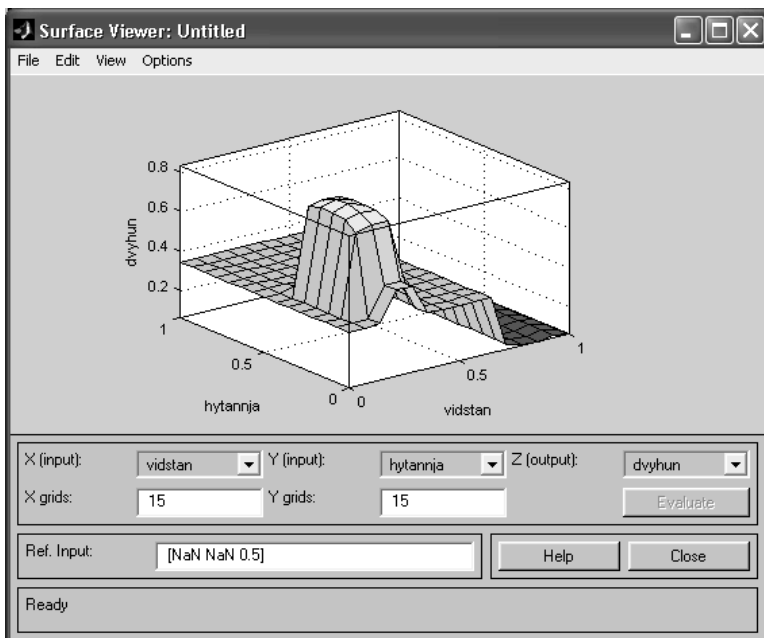 Surface Viewer: Untitled
File Edit View Options
0.8
0.6
0.4
0.2
dvyhun
1
0.5
0
hytannja
0
0.5
1
vidstan
X (input): vidstan Y (input): hytannja Z (output): dvyhun
X grids: 15 Y grids: 15 Evaluate
Ref. Input: [NaN NaN 0.5] Help Close
Ready